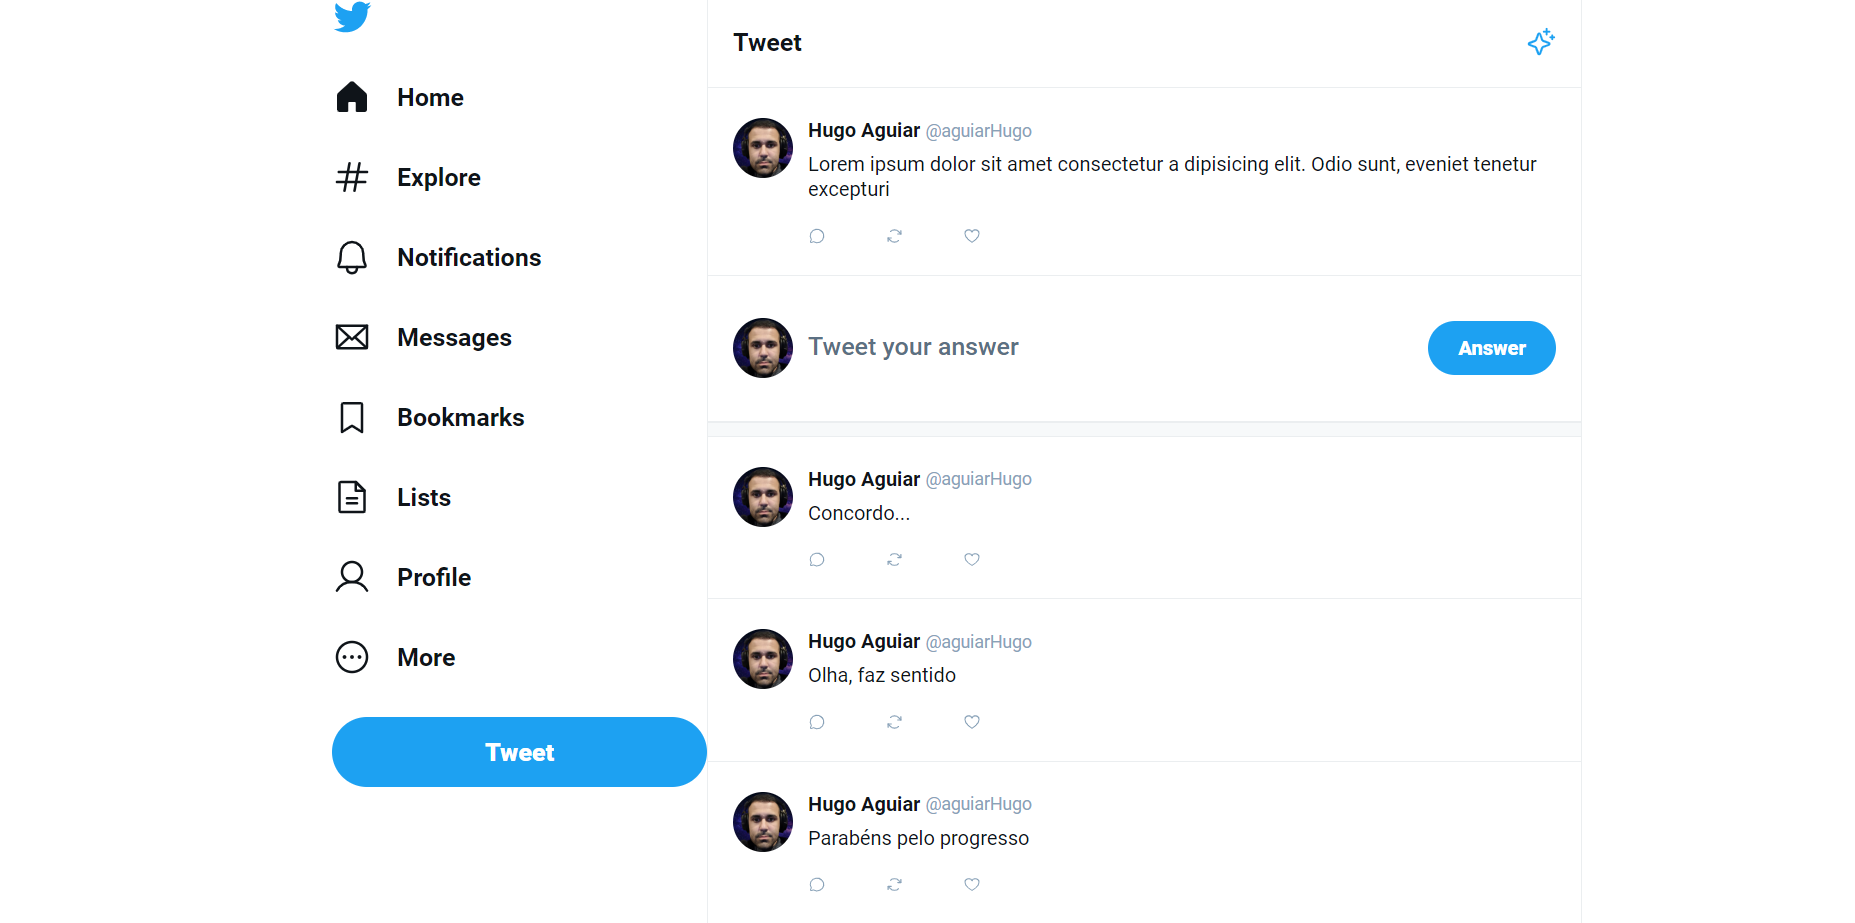 Home
Explore
Notifications
Messages
Bookmarks
Lists
Profile
More
Tweet
Tweet
Hugo Aguiar @aguiarHugo
Lorem ipsum dolor sit amet consectetur a dipisicing elit. Odio sunt, eveniet tenetur
excepturi
Tweet your answer
Answer
Hugo Aguiar @aguiarHugo
Concordo...
Hugo Aguiar @aguiarHugo
Olha, faz sentido
Hugo Aguiar @aguiarHugo
Parabéns pelo progresso